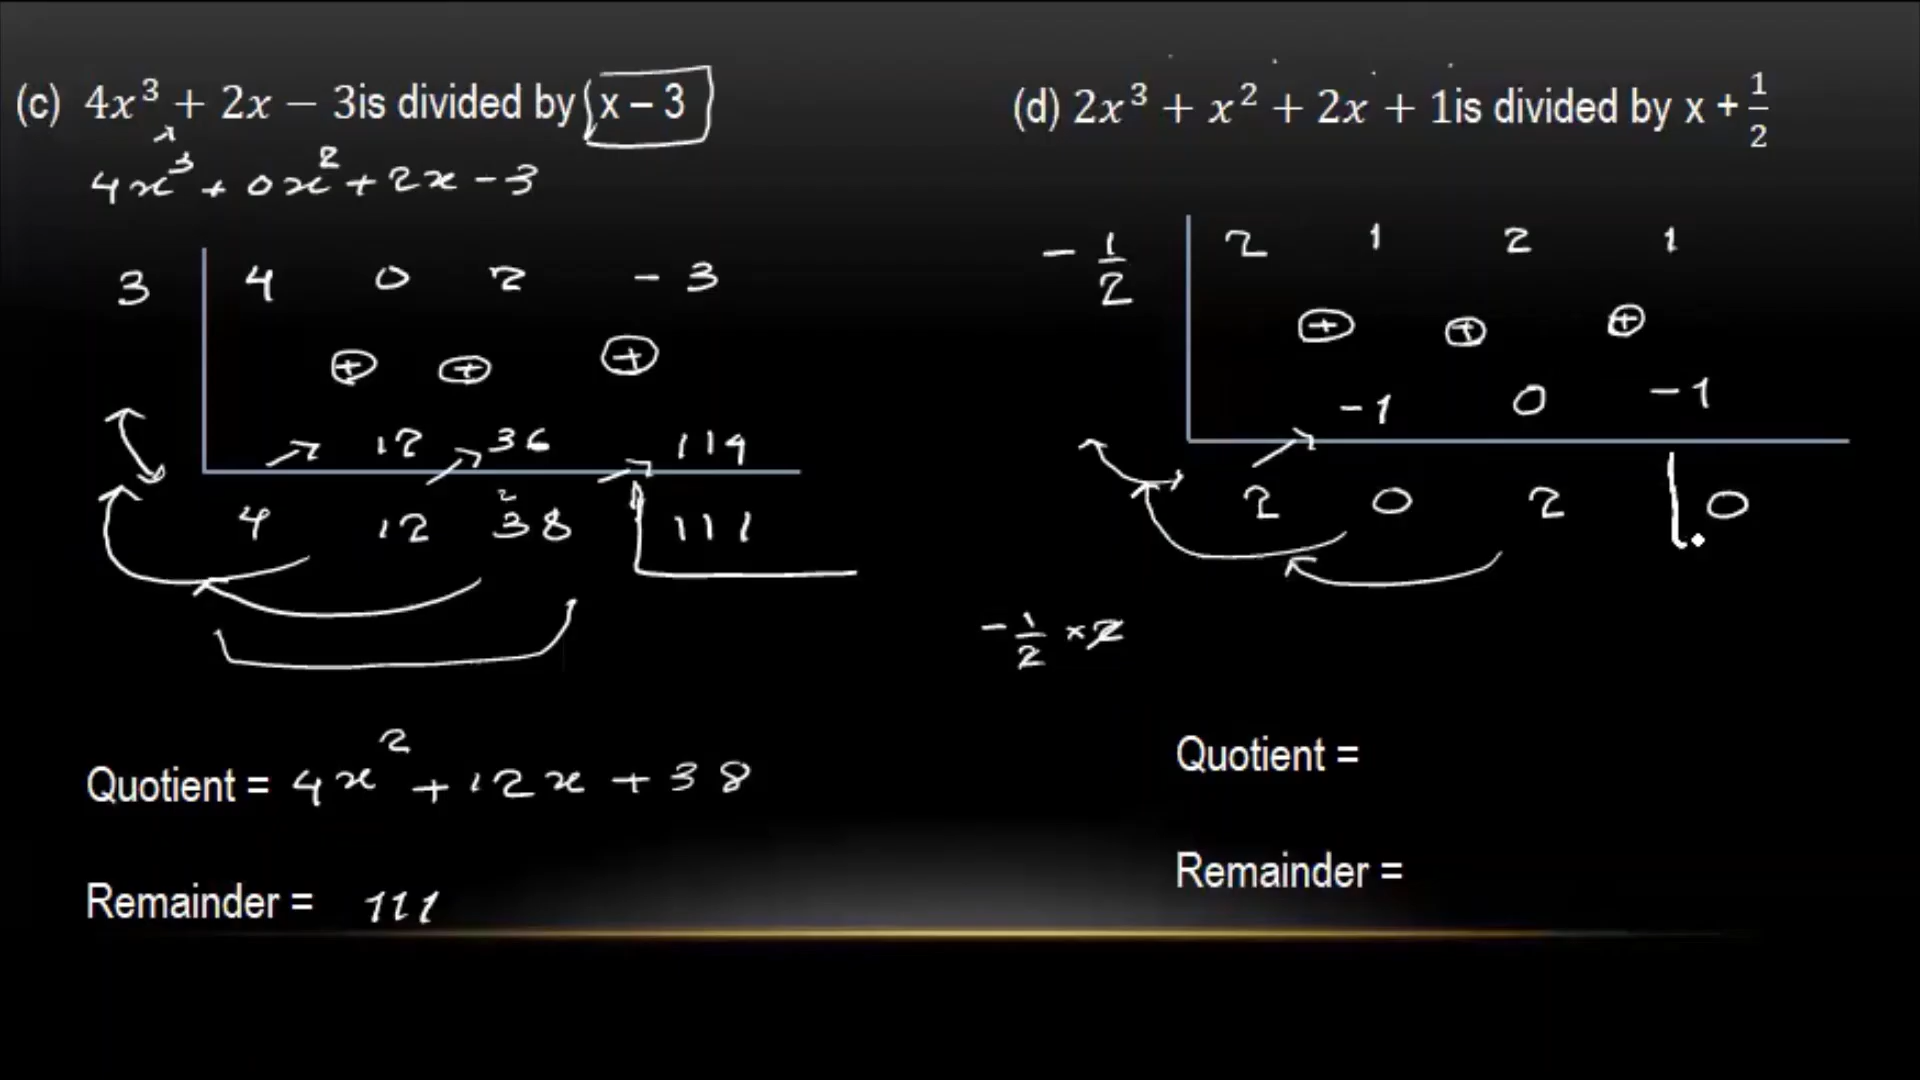 (c) 4x³ + 2x − 3is divided by x – 3
4x³ + 0x² + 2x - 3
3 4 0 2 - 3
+ + +
12 36 114
2
4 12 38 111
Quotient = 4x² + 12x + 38
Remainder = 111
(d) 2x³ + x² + 2x + 1is divided by x + 1/2
- 1/2 2 1 2 1
+ + +
-1 0 -1
2 0 2 0
- 1/2 × 2
Quotient =
Remainder =